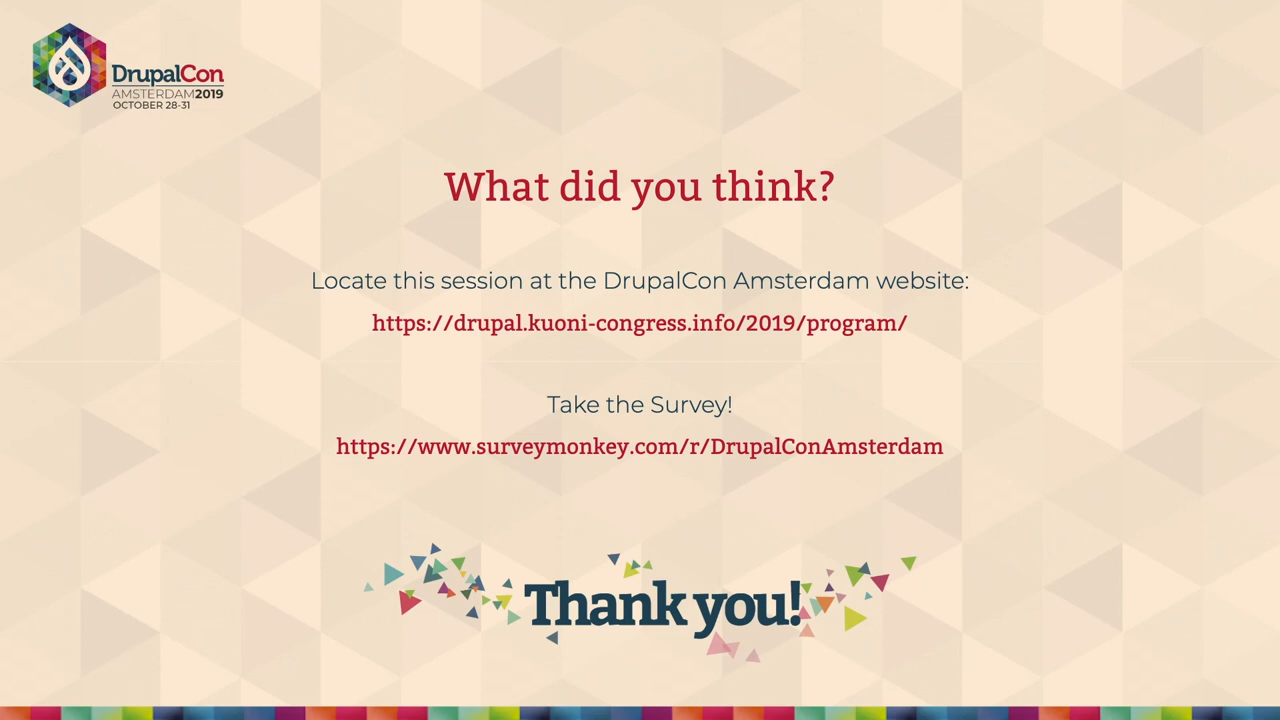 DrupalCon
AMSTERDAM2019
OCTOBER 28-31
What did you think?
Locate this session at the DrupalCon Amsterdam website:
https://drupal.kuoni-congress.info/2019/program/
Take the Survey!
https://www.surveymonkey.com/r/DrupalConAmsterdam
Thank you!